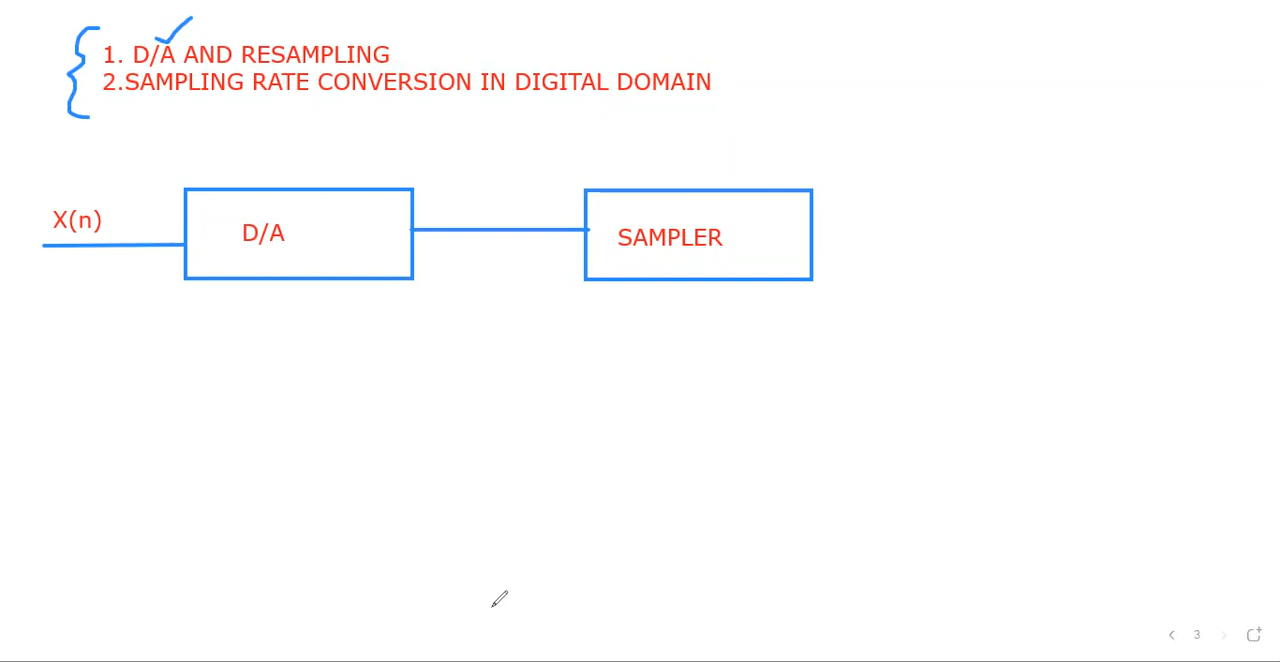 1. D/A AND RESAMPLING
2.SAMPLING RATE CONVERSION IN DIGITAL DOMAIN
X(n)
D/A
SAMPLER
3